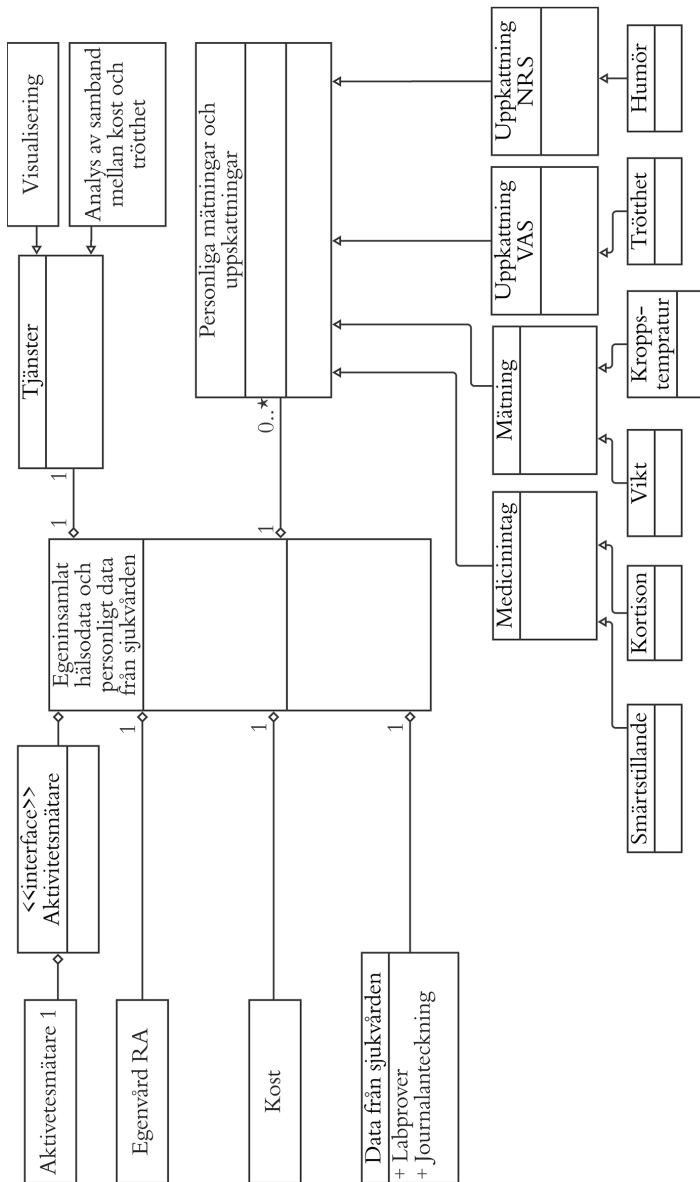 Aktivetesmätare 1
<<interface>>
Aktivitetsmätare
Egeninsamlat
hälsodata och
personligt data
från sjukvården
1
1
Tjänster
Visualisering
Analys av samband
mellan kost och
trötthet
Egenvård RA
1
Kost
1
Data från sjukvården
+ Labprover
+ Journalanteckning
1
1
0..*
Personliga mätningar och
uppskattningar
Medicinintag
Mätning
Uppkattning
VAS
Uppkattning
NRS
Smärtstillande
Kortison
Vikt
Kropps-
tempratur
Trötthet
Humör